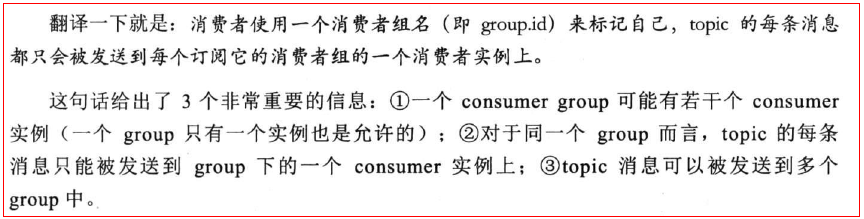 翻译一下就是：消费者使用一个消费者组名（即 group.id）来标记自己，topic 的每条消息
都只会被发送到每个订阅它的消费者组的一个消费者实例上。
这句话给出了 3 个非常重要的信息：①一个 consumer group 可能有若干个 consumer
实例（一个 group 只有一个实例也是允许的）；②对于同一个 group 而言，topic 的每条
消息只能被发送到 group 下的一个 consumer 实例上；③topic 消息可以被发送到多个
group 中。